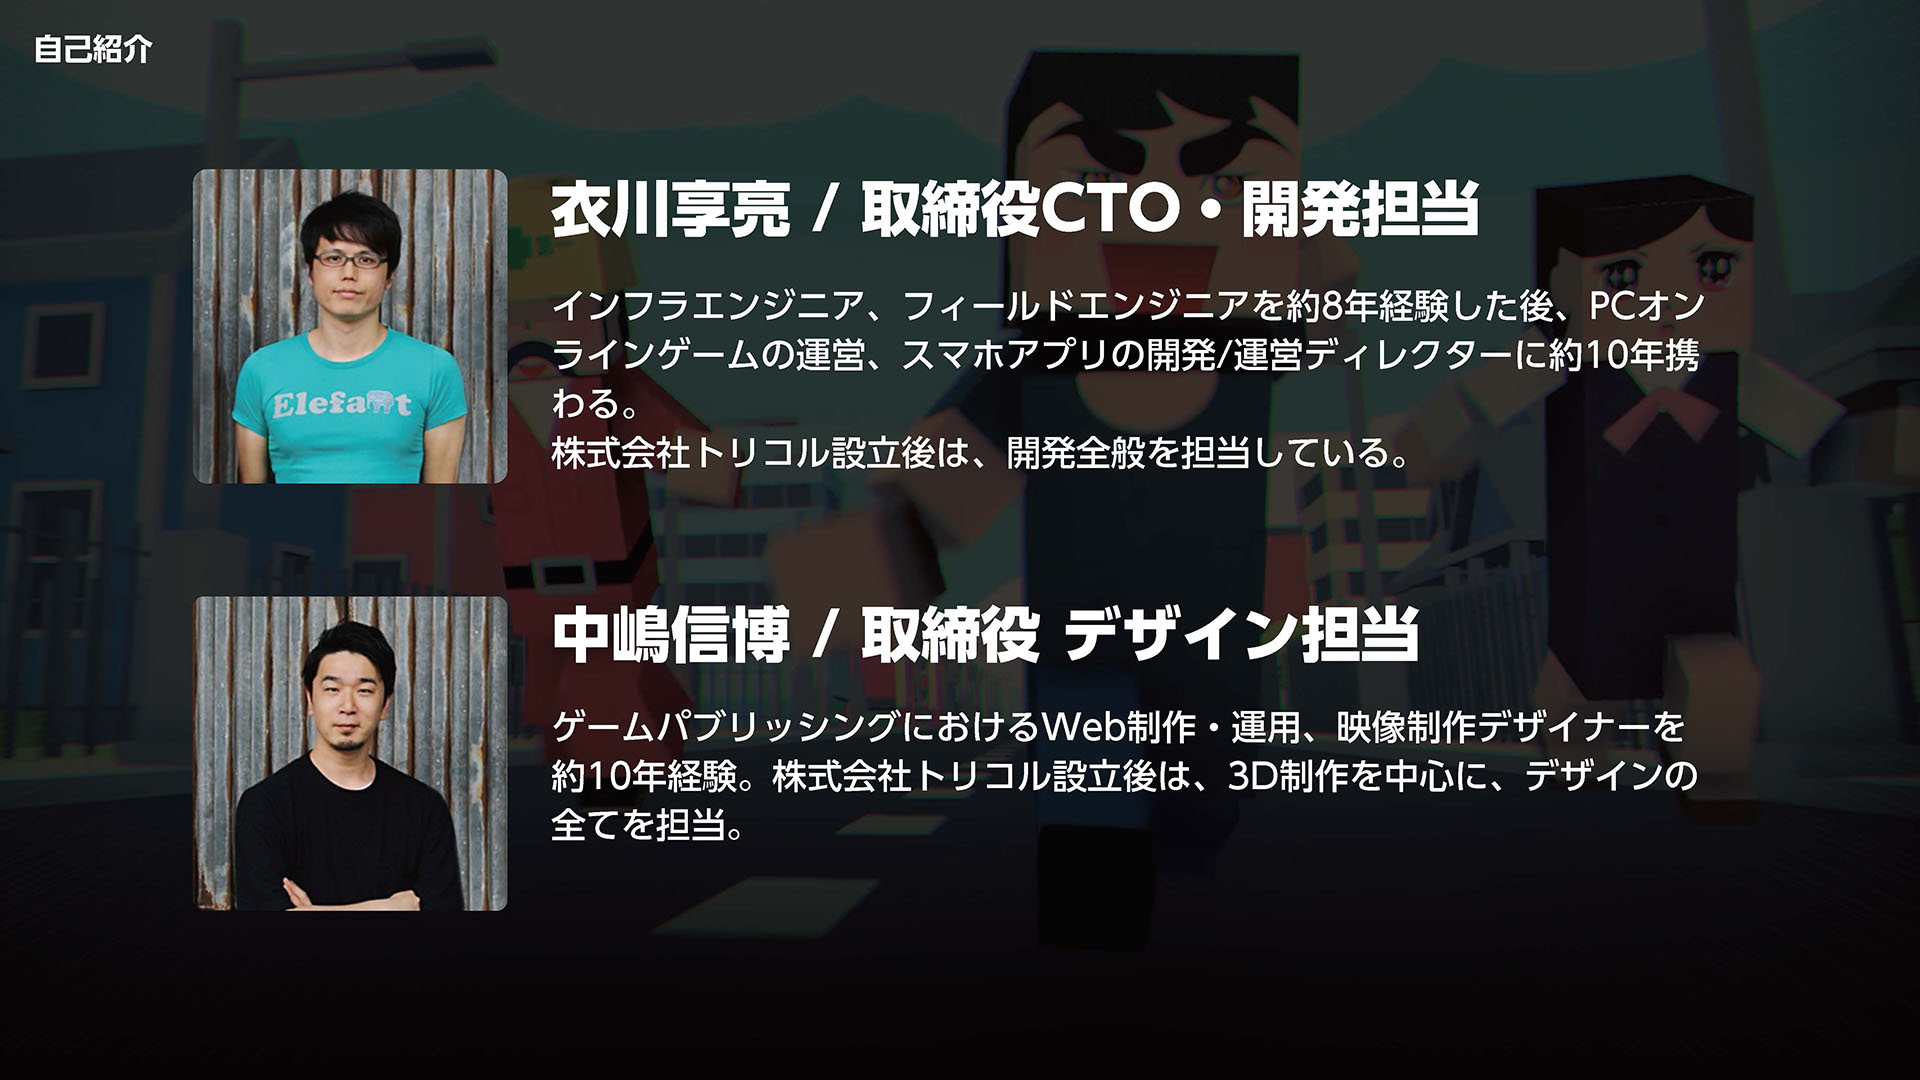 自己紹介
衣川享亮 / 取締役CTO・開発担当
インフラエンジニア、フィールドエンジニアを約8年経験した後、PCオン
ラインゲームの運営、スマホアプリの開発/運営ディレクターに約10年携
わる。
株式会社トリコル設立後は、開発全般を担当している。
Elefant
中嶋信博 / 取締役 デザイン担当
ゲームパブリッシングにおけるWeb制作・運用、映像制作デザイナーを
約10年経験。株式会社トリコル設立後は、3D制作を中心に、デザインの
全てを担当。